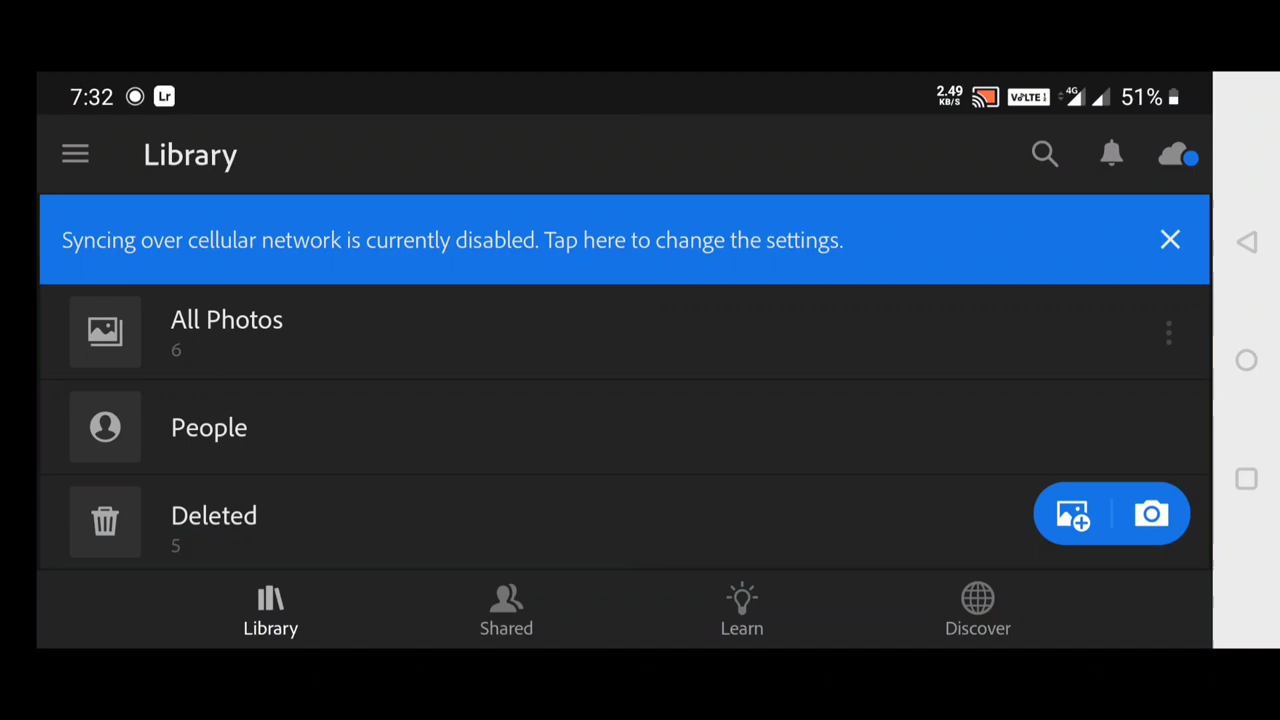 7:32 Lr 2.49 KB/S VoLTE 1 4G 51%
Library
Syncing over cellular network is currently disabled. Tap here to change the settings.
All Photos
6
People
Deleted
5
Library Shared Learn Discover